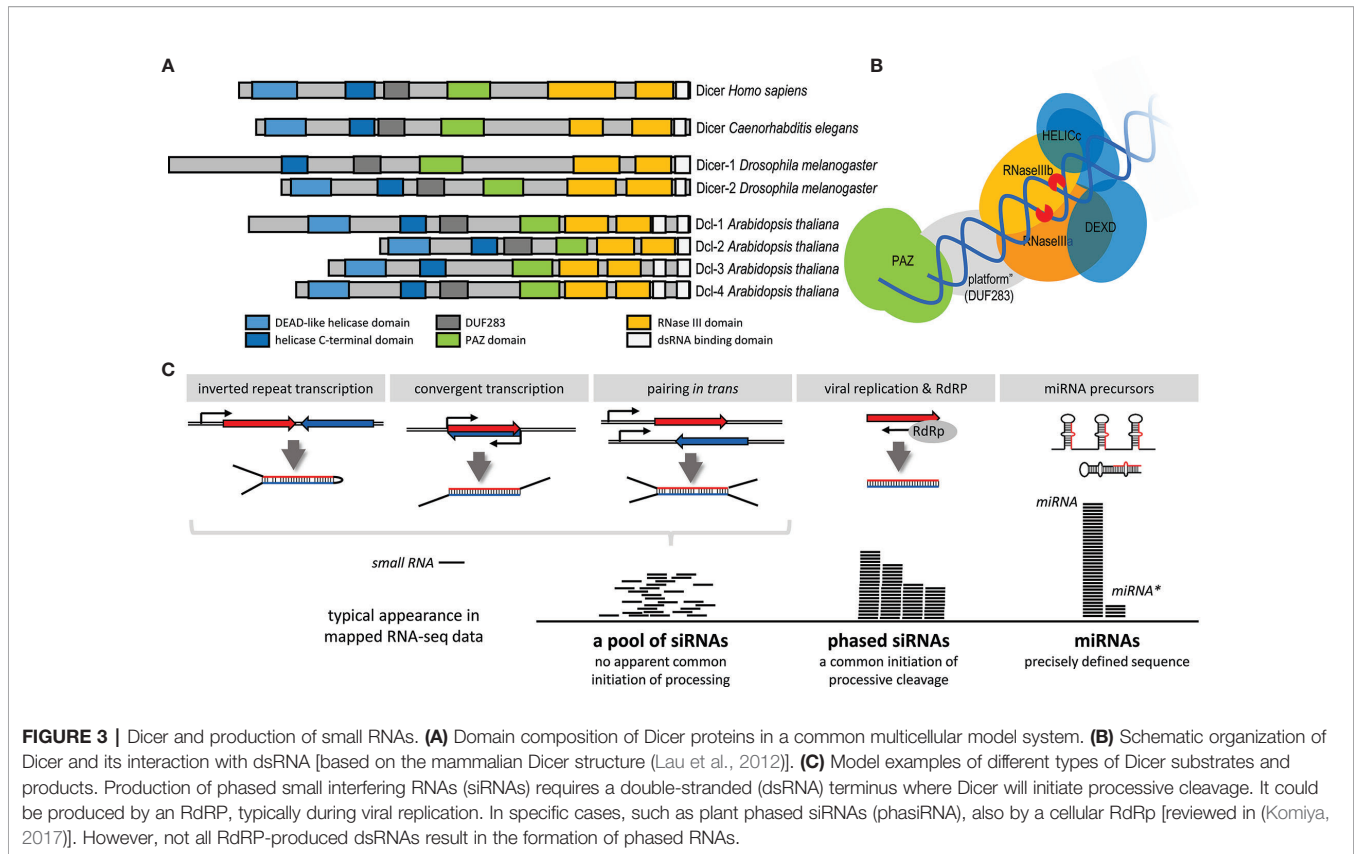 A
Dicer Homo sapiens
Dicer Caenorhabditis elegans
Dicer-1 Drosophila melanogaster
Dicer-2 Drosophila melanogaster
Dcl-1 Arabidopsis thaliana
Dcl-2 Arabidopsis thaliana
Dcl-3 Arabidopsis thaliana
Dcl-4 Arabidopsis thaliana
DEAD-like helicase domain
helicase C-terminal domain
DUF283
PAZ domain
RNase III domain
dsRNA binding domain
B
HELICc
RNaseIIIb
DEXD
RNaseIIIa
PAZ
platform"
(DUF283)
C
inverted repeat transcription
convergent transcription
pairing in trans
viral replication & RdRP
miRNA precursors
RdRp
small RNA
miRNA
miRNA*
typical appearance in
mapped RNA-seq data
a pool of siRNAs
no apparent common
initiation of processing
phased siRNAs
a common initiation of
processive cleavage
miRNAs
precisely defined sequence
FIGURE 3 | Dicer and production of small RNAs. (A) Domain composition of Dicer proteins in a common multicellular model system. (B) Schematic organization of
Dicer and its interaction with dsRNA [based on the mammalian Dicer structure (Lau et al., 2012)]. (C) Model examples of different types of Dicer substrates and
products. Production of phased small interfering RNAs (siRNAs) requires a double-stranded (dsRNA) terminus where Dicer will initiate processive cleavage. It could
be produced by an RdRP, typically during viral replication. In specific cases, such as plant phased siRNAs (phasiRNA), also by a cellular RdRp [reviewed in (Komiya,
2017)]. However, not all RdRP-produced dsRNAs result in the formation of phased RNAs.